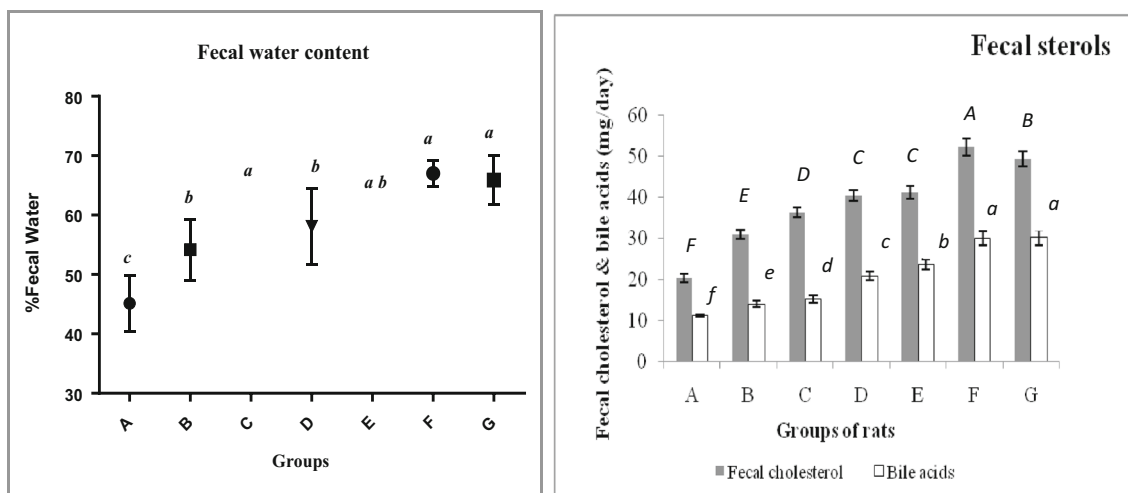 Fecal water content
%Fecal Water
80
70
60
50
40
30
c
b
a
b
a b
a
a
A
B
C
D
E
F
G
Groups
Fecal sterols
Fecal cholesterol & bile acids (mg/day)
60
50
40
30
20
10
0
F
f
E
e
D
d
C
c
C
b
A
a
B
a
A B C D E F G
Groups of rats
Fecal cholesterol Bile acids